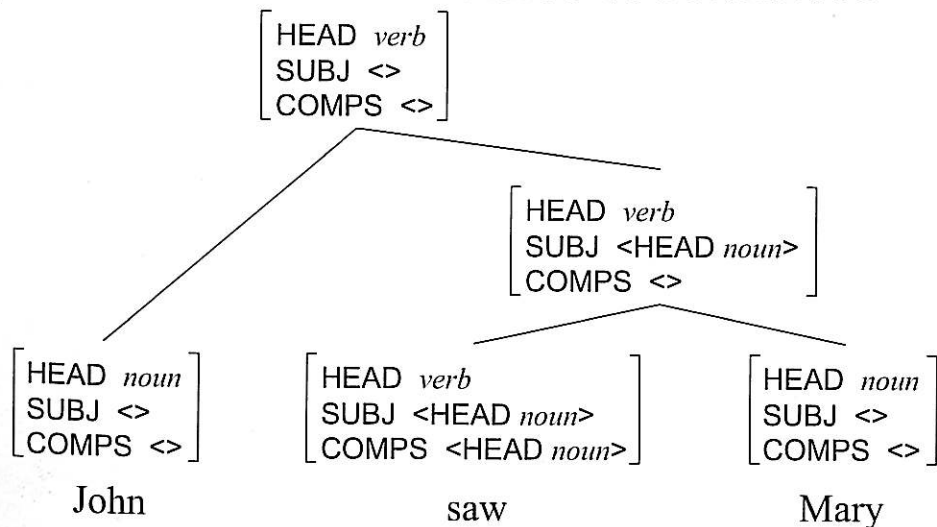 HEAD verb
SUBJ <>
COMPS <>
HEAD verb
SUBJ <HEAD noun>
COMPS <>
HEAD noun
SUBJ <>
COMPS <>
HEAD verb
SUBJ <HEAD noun>
COMPS <HEAD noun>
HEAD noun
SUBJ <>
COMPS <>
John
saw
Mary